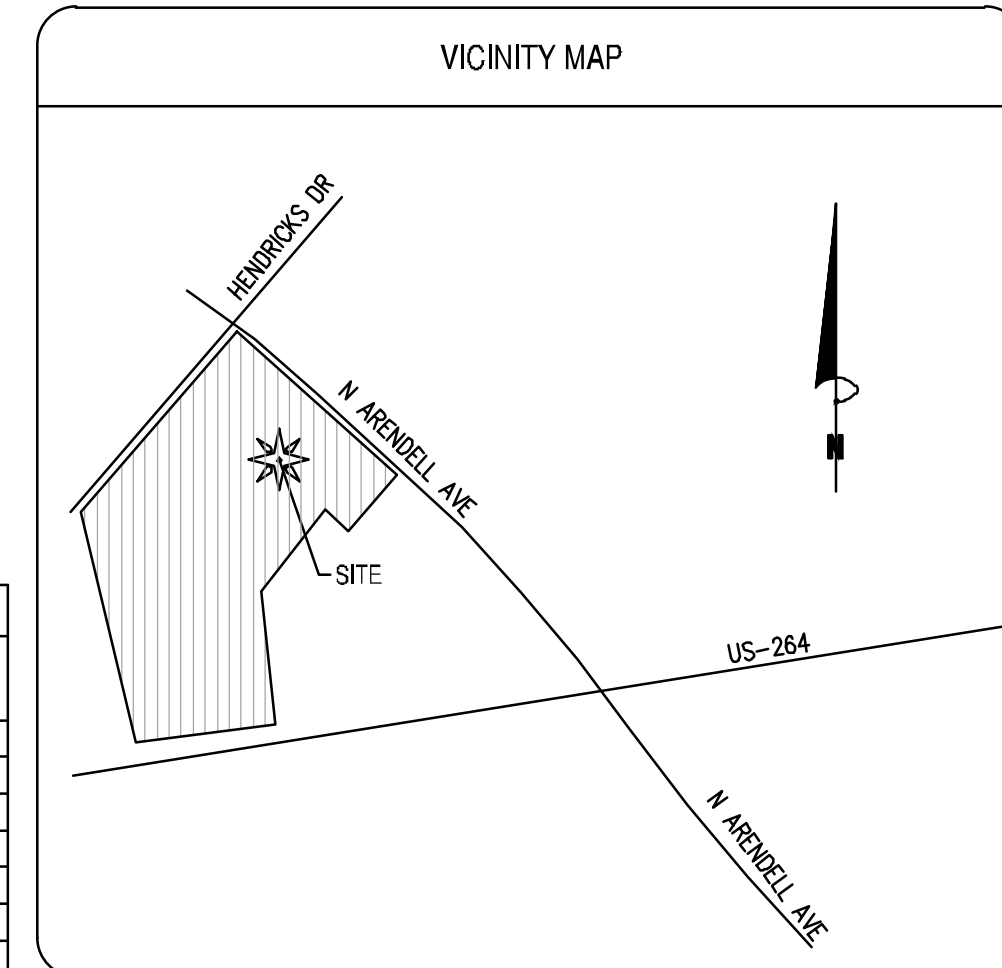 VICINITY MAP
HENDRICKS DR
N ARENDELL AVE
N
SITE
US-264
N ARENDELL AVE